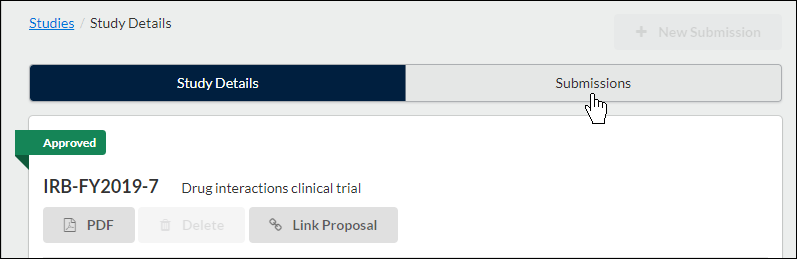 Studies / Study Details
+ New Submission
Study Details
Submissions
Approved
IRB-FY2019-7 Drug interactions clinical trial
PDF Delete Link Proposal